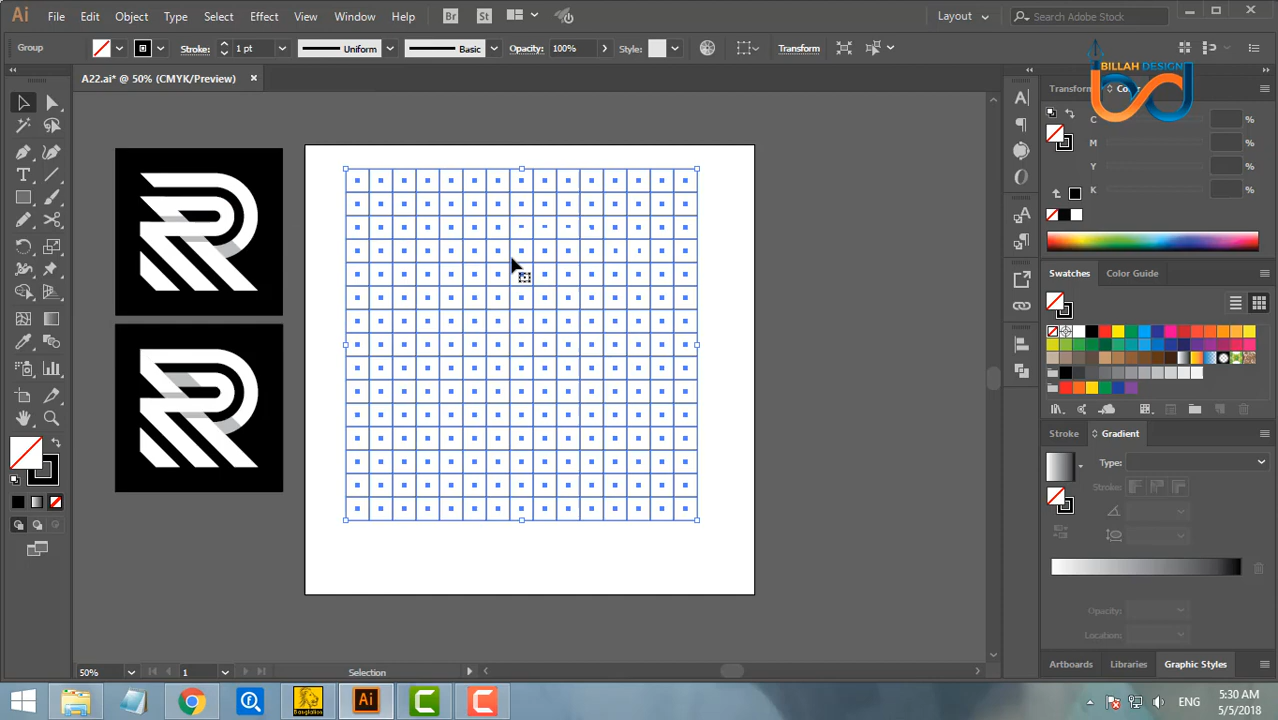 Ai File Edit Object Type Select Effect View Window Help Br St Layout Search Adobe Stock
Group Stroke: 1 pt Uniform Basic Opacity: 100% Style: Transform
BILLAH DESIGN
A22.ai* @ 50% (CMYK/Preview)
Transform
C %
M %
Y %
K %
Swatches Color Guide
Stroke Gradient
Type:
Stroke:
Opacity:
Location:
50% 1 Selection
Artboards Libraries Graphic Styles
Ai ENG 5:30 AM
5/5/2018